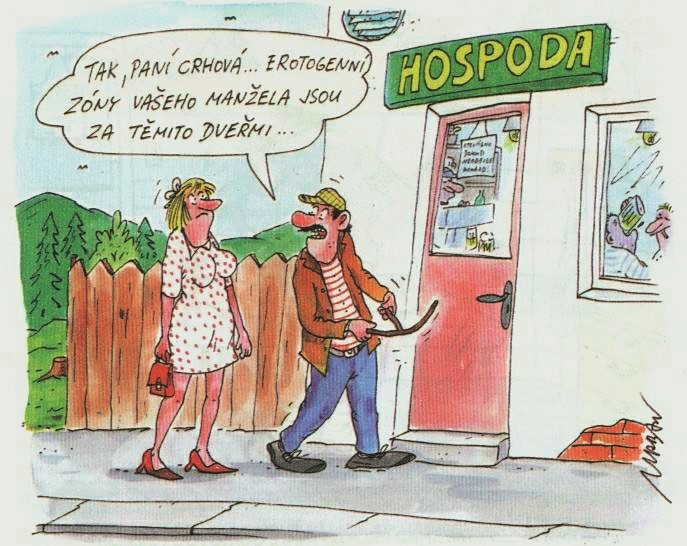 TAK, PANÍ CRHOVÁ... EROTOGENNÍ
ZÓNY VAŠEHO MANŽELA JSOU
ZA TĚMITO DVEŘMI...
HOSPODA